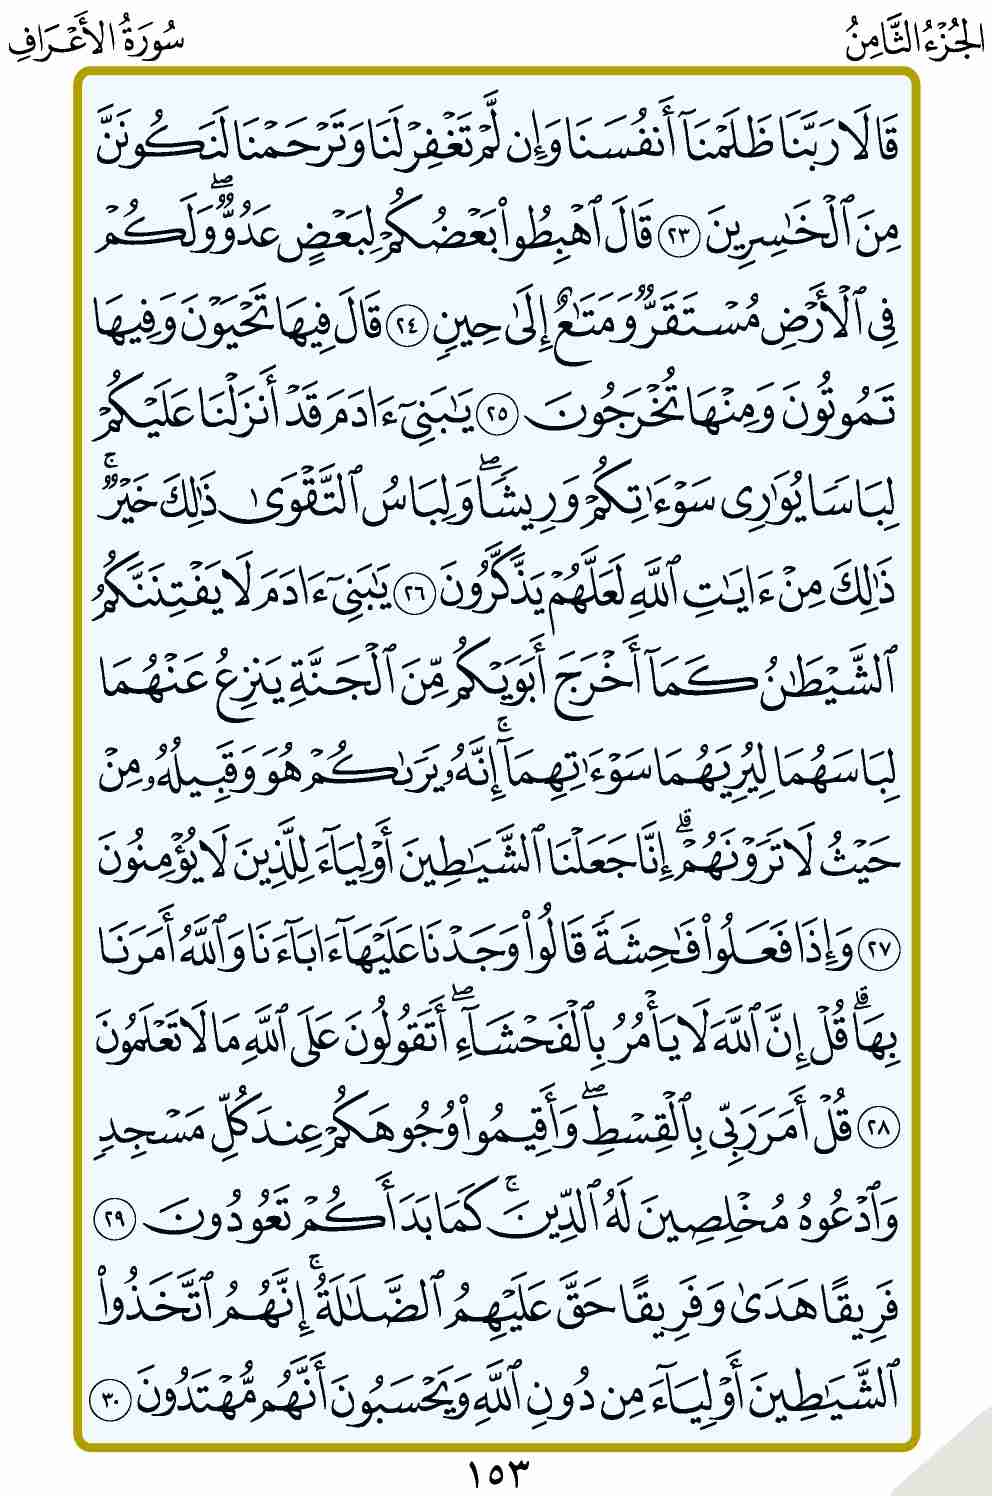 الجُزْءُ الثَّامِنُ
سُورَةُ الأَعْرَافِ
قَالَا رَبَّنَا ظَلَمْنَآ أَنفُسَنَا وَإِن لَّمْ تَغْفِرْ لَنَا وَتَرْحَمْنَا لَنَكُونَنَّ
مِنَ ٱلْخَٰسِرِينَ ٢٣ قَالَ ٱهْبِطُوا۟ بَعْضُكُمْ لِبَعْضٍ عَدُوٌّ ۖ وَلَكُمْ
فِى ٱلْأَرْضِ مُسْتَقَرٌّ وَمَتَٰعٌ إِلَىٰ حِينٍ ٢٤ قَالَ فِيهَا تَحْيَوْنَ وَفِيهَا
تَمُوتُونَ وَمِنْهَا تُخْرَجُونَ ٢٥ يَٰبَنِىٓ ءَادَمَ قَدْ أَنزَلْنَا عَلَيْكُمْ
لِبَاسًا يُوَٰرِى سَوْءَٰتِكُمْ وَرِيشًا ۖ وَلِبَاسُ ٱلتَّقْوَىٰ ذَٰلِكَ خَيْرٌ ۚ
ذَٰلِكَ مِنْ ءَايَٰتِ ٱللَّهِ لَعَلَّهُمْ يَذَّكَّرُونَ ٢٦ يَٰبَنِىٓ ءَادَمَ لَا يَفْتِنَنَّكُمُ
ٱلشَّيْطَٰنُ كَمَآ أَخْرَجَ أَبَوَيْكُم مِّنَ ٱلْجَنَّةِ يَنزِعُ عَنْهُمَا
لِبَاسَهُمَا لِيُرِيَهُمَا سَوْءَٰتِهِمَآ ۚ إِنَّهُۥ يَرَىٰكُمْ هُوَ وَقَبِيلُهُۥ مِنْ
حَيْثُ لَا تَرَوْنَهُمْ ۗ إِنَّا جَعَلْنَا ٱلشَّيَٰطِينَ أَوْلِيَآءَ لِلَّذِينَ لَا يُؤْمِنُونَ
٢٧ وَإِذَا فَعَلُوا۟ فَٰحِشَةً قَالُوا۟ وَجَدْنَا عَلَيْهَآ ءَابَآءَنَا وَٱللَّهُ أَمَرَنَا
بِهَا ۗ قُلْ إِنَّ ٱللَّهَ لَا يَأْمُرُ بِٱلْفَحْشَآءِ ۖ أَتَقُولُونَ عَلَى ٱللَّهِ مَا لَا تَعْلَمُونَ
٢٨ قُلْ أَمَرَ رَبِّى بِٱلْقِسْطِ ۖ وَأَقِيمُوا۟ وُجُوهَكُمْ عِندَ كُلِّ مَسْجِدٍ
وَٱدْعُوهُ مُخْلِصِينَ لَهُ ٱلدِّينَ ۚ كَمَا بَدَأَكُمْ تَعُودُونَ ٢٩
فَرِيقًا هَدَىٰ وَفَرِيقًا حَقَّ عَلَيْهِمُ ٱلضَّلَٰلَةُ ۗ إِنَّهُمُ ٱتَّخَذُوا۟
ٱلشَّيَٰطِينَ أَوْلِيَآءَ مِن دُونِ ٱللَّهِ وَيَحْسَبُونَ أَنَّهُم مُّهْتَدُونَ ٣٠
١٥٣